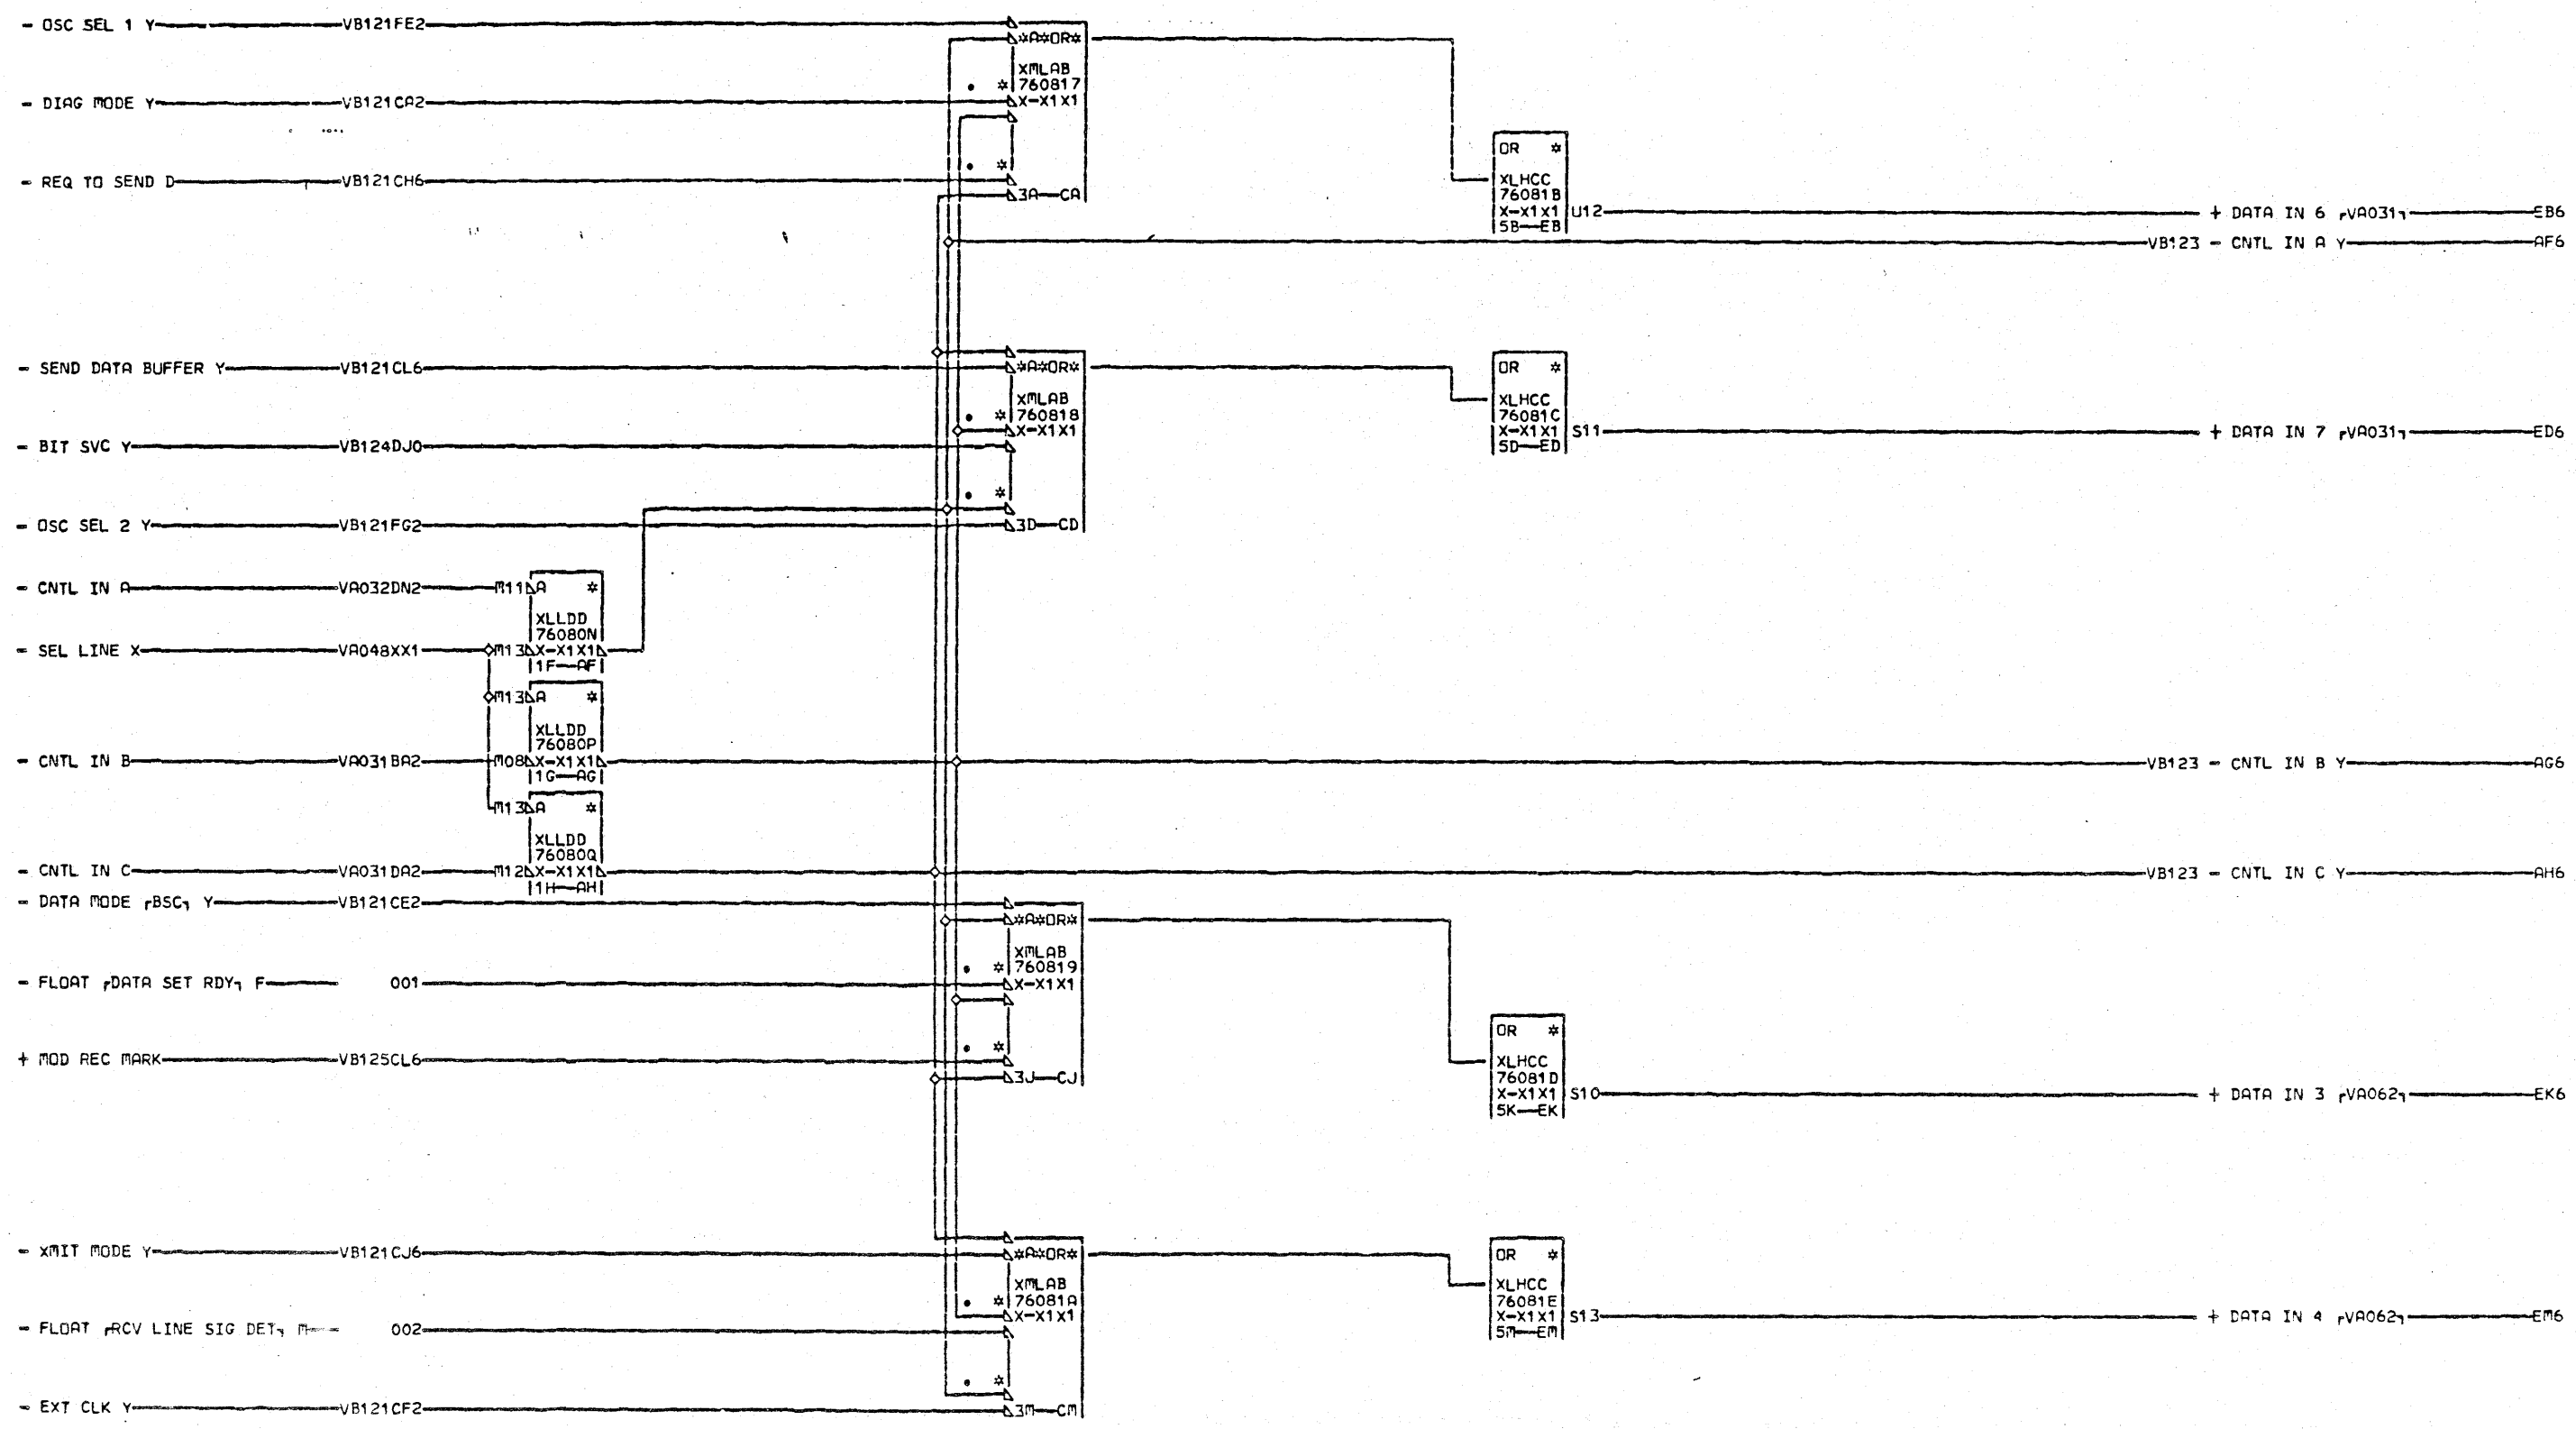 - OSC SEL 1 Y VB121FE2
*A*OR*
XMLAB
* 760817
- DIAG MODE Y VB121CA2 X-X1X1
*
- REQ TO SEND D VB121CH6
3A CA
OR *
XLHCC
76081B
X-X1X1 U12 + DATA IN 6 ┌VA031┐ EB6
5B EB
VB123 - CNTL IN A Y AF6
- SEND DATA BUFFER Y VB121CL6 *A*OR*
XMLAB
* 760818
X-X1X1
OR *
XLHCC
76081C
X-X1X1 S11 + DATA IN 7 ┌VA031┐ ED6
5D ED
- BIT SVC Y VB124DJ0
*
- OSC SEL 2 Y VB121FG2 3D CD
- CNTL IN A VA032DN2 M11 A *
XLLDD
76080N
- SEL LINE X VA048XX1 M13 X-X1X1
1F AF
M13 A *
XLLDD
76080P
- CNTL IN B VA031BA2 M08 X-X1X1 VB123 - CNTL IN B Y AG6
1G AG
M13 A *
XLLDD
76080Q
- CNTL IN C VA031DA2 M12 X-X1X1 VB123 - CNTL IN C Y AH6
1H AH
- DATA MODE ┌BSC┐ Y VB121CE2
*A*OR*
XMLAB
* 760819
- FLOAT ┌DATA SET RDY┐ F 001 X-X1X1
*
+ MOD REC MARK VB125CL6
3J CJ
OR *
XLHCC
76081D
X-X1X1 S10 + DATA IN 3 ┌VA062┐ EK6
5K EK
- XMIT MODE Y VB121CJ6 *A*OR*
XMLAB
* 76081A
X-X1X1
OR *
XLHCC
76081E
X-X1X1 S13 + DATA IN 4 ┌VA062┐ EM6
5M EM
- FLOAT ┌RCV LINE SIG DET┐ M 002
*
- EXT CLK Y VB121CF2 3M CM